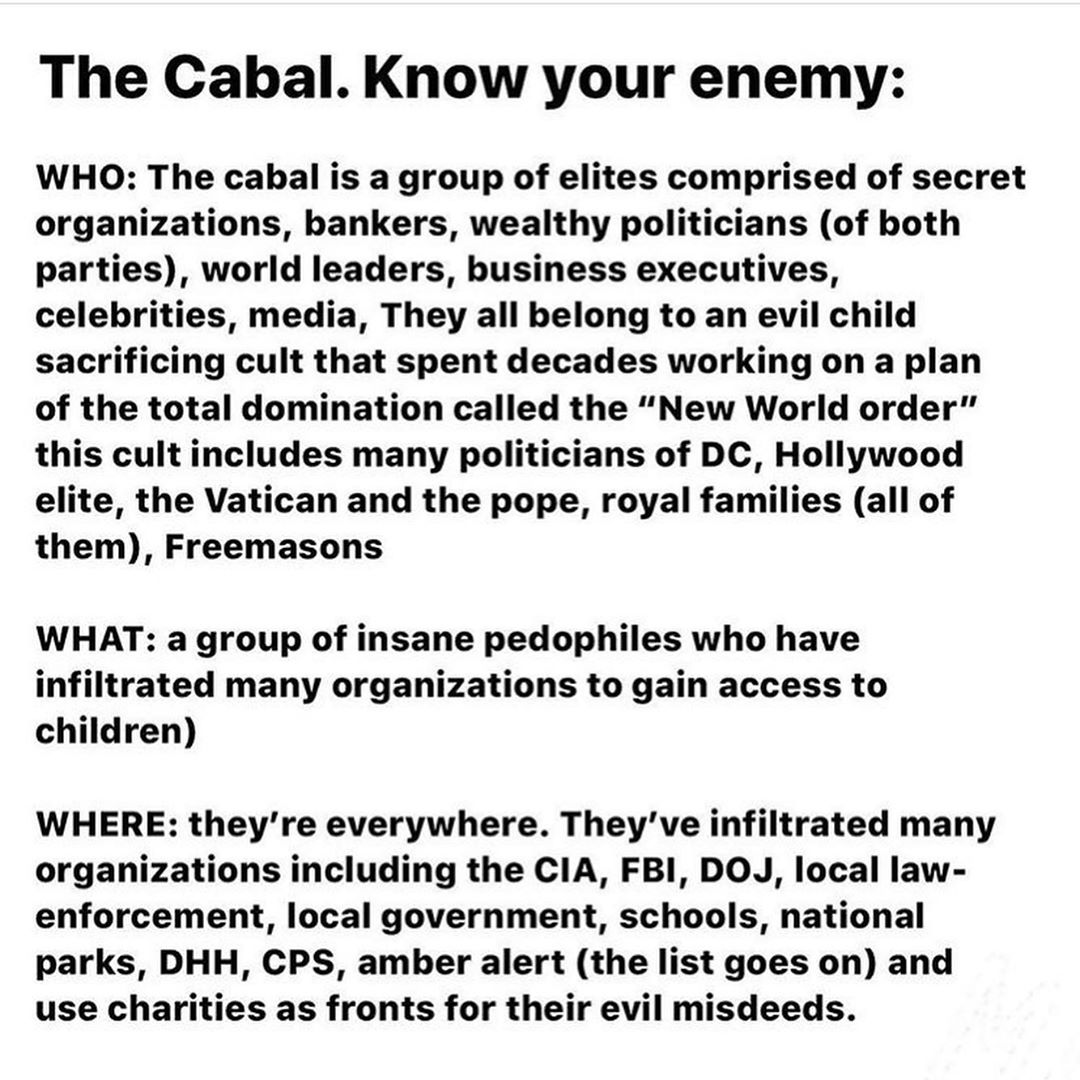 The Cabal. Know your enemy:
WHO: The cabal is a group of elites comprised of secret
organizations, bankers, wealthy politicians (of both
parties), world leaders, business executives,
celebrities, media, They all belong to an evil child
sacrificing cult that spent decades working on a plan
of the total domination called the “New World order”
this cult includes many politicians of DC, Hollywood
elite, the Vatican and the pope, royal families (all of
them), Freemasons
WHAT: a group of insane pedophiles who have
infiltrated many organizations to gain access to
children)
WHERE: they’re everywhere. They’ve infiltrated many
organizations including the CIA, FBI, DOJ, local law-
enforcement, local government, schools, national
parks, DHH, CPS, amber alert (the list goes on) and
use charities as fronts for their evil misdeeds.